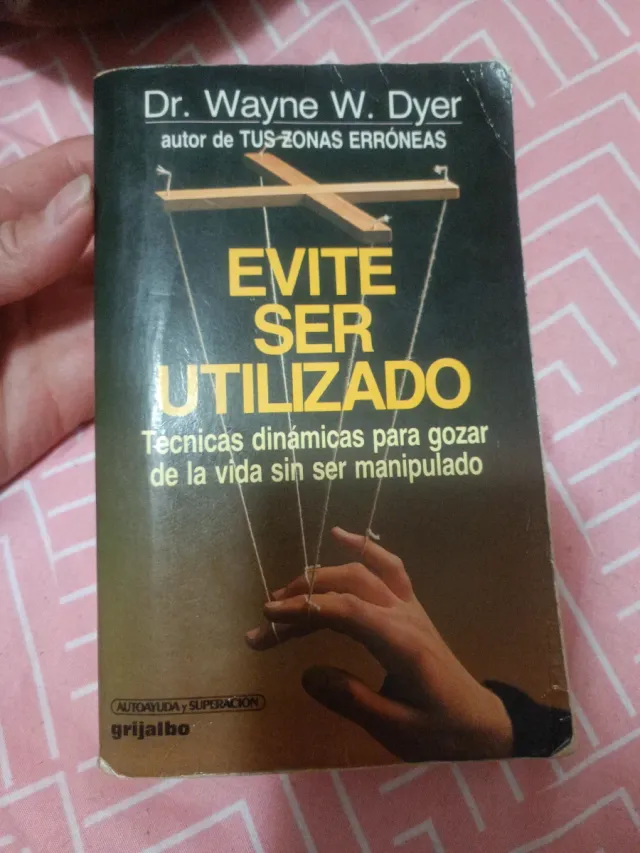 Dr. Wayne W. Dyer
autor de TUS ZONAS ERRÓNEAS
EVITE
SER
UTILIZADO
Técnicas dinámicas para gozar
de la vida sin ser manipulado
AUTOAYUDA y SUPERACIÓN
grijalbo